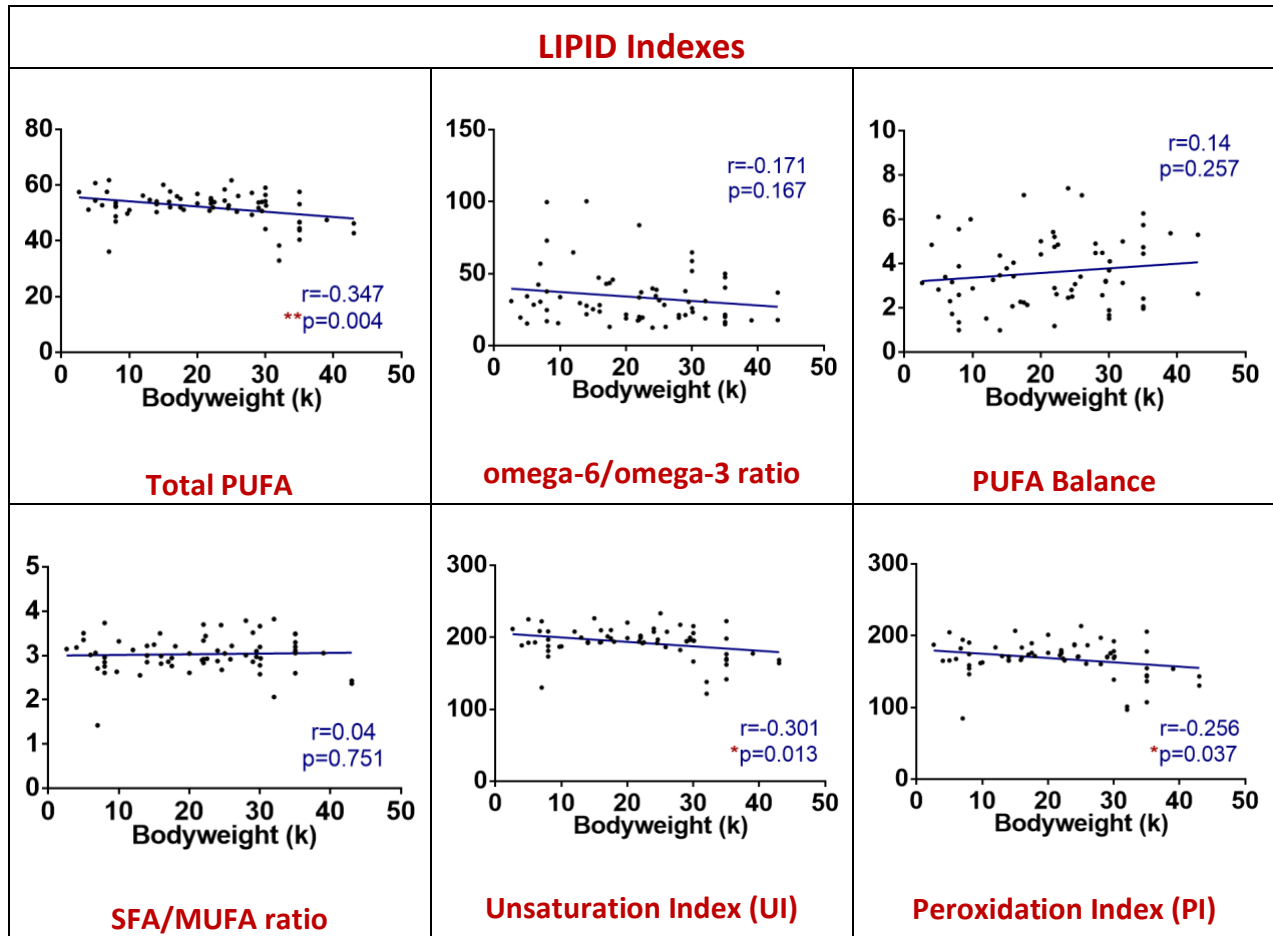 LIPID Indexes
80
60
40
20
0
0 10 20 30 40 50
r=-0.347
**p=0.004
Bodyweight (k)
Total PUFA
150
100
50
0
0 10 20 30 40 50
r=-0.171
p=0.167
Bodyweight (k)
omega-6/omega-3 ratio
10
8
6
4
2
0
0 10 20 30 40 50
r=0.14
p=0.257
Bodyweight (k)
PUFA Balance
5
4
3
2
1
0
0 10 20 30 40 50
r=0.04
p=0.751
Bodyweight (k)
SFA/MUFA ratio
300
200
100
0
0 10 20 30 40 50
r=-0.301
*p=0.013
Bodyweight (k)
Unsaturation Index (UI)
300
200
100
0
0 10 20 30 40 50
r=-0.256
*p=0.037
Bodyweight (k)
Peroxidation Index (PI)